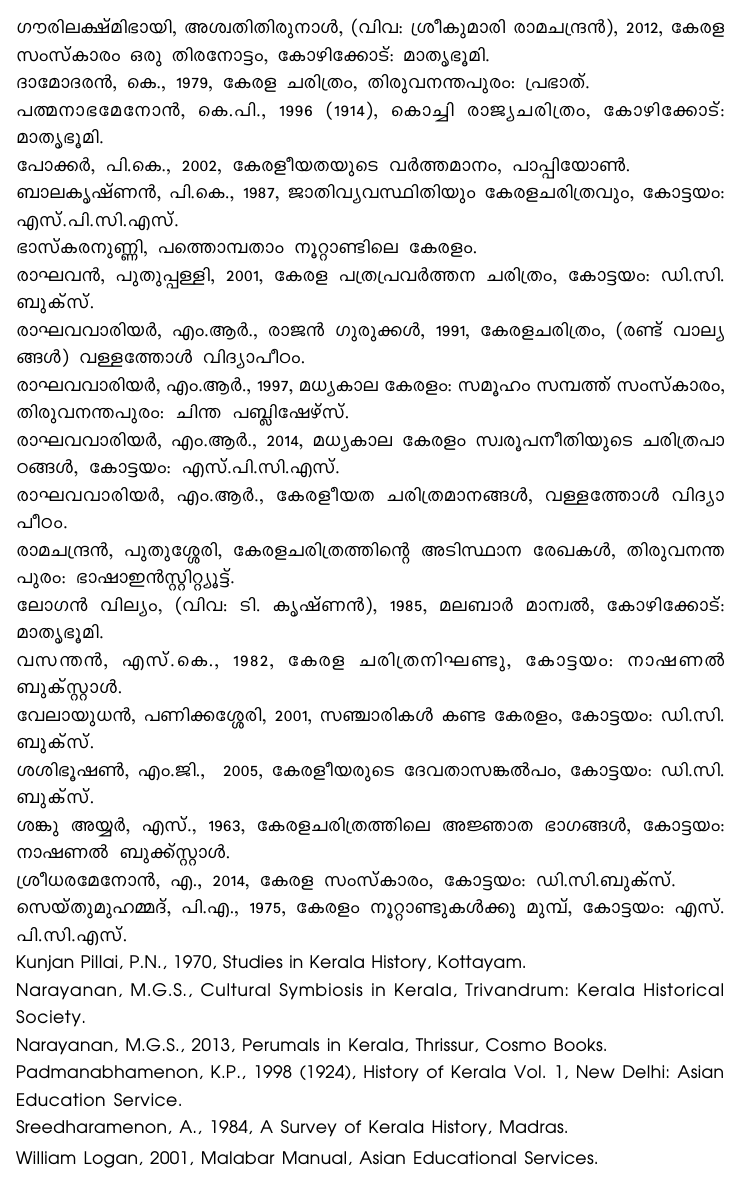 ഗൗരിലക്ഷ്മിഭായി, അശ്വതിതിരുനാൾ, (വിവ: ശ്രീകുമാരി രാമചന്ദ്രൻ), 2012, കേരള
സംസ്കാരം ഒരു തിരനോട്ടം, കോഴിക്കോട്: മാതൃഭൂമി.
ദാമോദരൻ, കെ., 1979, കേരള ചരിത്രം, തിരുവനന്തപുരം: പ്രഭാത്.
പത്മനാഭമേനോൻ, കെ.പി., 1996 (1914), കൊച്ചി രാജ്യചരിത്രം, കോഴിക്കോട്:
മാതൃഭൂമി.
പോക്കർ, പി.കെ., 2002, കേരളീയതയുടെ വർത്തമാനം, പാപ്പിയോൺ.
ബാലകൃഷ്ണൻ, പി.കെ., 1987, ജാതിവ്യവസ്ഥിതിയും കേരളചരിത്രവും, കോട്ടയം:
എസ്.പി.സി.എസ്.
ഭാസ്കരനുണ്ണി, പത്തൊമ്പതാം നൂറ്റാണ്ടിലെ കേരളം.
രാഘവൻ, പുതുപ്പള്ളി, 2001, കേരള പത്രപ്രവർത്തന ചരിത്രം, കോട്ടയം: ഡി.സി.
ബുക്സ്.
രാഘവവാരിയർ, എം.ആർ., രാജൻ ഗുരുക്കൾ, 1991, കേരളചരിത്രം, (രണ്ട് വാല്യ
ങ്ങൾ) വള്ളത്തോൾ വിദ്യാപീഠം.
രാഘവവാരിയർ, എം.ആർ., 1997, മധ്യകാല കേരളം: സമൂഹം സമ്പത്ത് സംസ്കാരം,
തിരുവനന്തപുരം: ചിന്ത പബ്ലിഷേഴ്സ്.
രാഘവവാരിയർ, എം.ആർ., 2014, മധ്യകാല കേരളം സ്വരൂപനീതിയുടെ ചരിത്രപാ
ഠങ്ങൾ, കോട്ടയം: എസ്.പി.സി.എസ്.
രാഘവവാരിയർ, എം.ആർ., കേരളീയത ചരിത്രമാനങ്ങൾ, വള്ളത്തോൾ വിദ്യാ
പീഠം.
രാമചന്ദ്രൻ, പുതുശ്ശേരി, കേരളചരിത്രത്തിന്റെ അടിസ്ഥാന രേഖകൾ, തിരുവനന്ത
പുരം: ഭാഷാഇൻസ്റ്റിറ്റ്യൂട്ട്.
ലോഗൻ വില്യം, (വിവ: ടി. കൃഷ്ണൻ), 1985, മലബാർ മാന്വൽ, കോഴിക്കോട്:
മാതൃഭൂമി.
വസന്തൻ, എസ്.കെ., 1982, കേരള ചരിത്രനിഘണ്ടു, കോട്ടയം: നാഷണൽ
ബുക്സ്റ്റാൾ.
വേലായുധൻ, പണിക്കശ്ശേരി, 2001, സഞ്ചാരികൾ കണ്ട കേരളം, കോട്ടയം: ഡി.സി.
ബുക്സ്.
ശശിഭൂഷൺ, എം.ജി., 2005, കേരളീയരുടെ ദേവതാസങ്കൽപം, കോട്ടയം: ഡി.സി.
ബുക്സ്.
ശങ്കു അയ്യർ, എസ്., 1963, കേരളചരിത്രത്തിലെ അജ്ഞാത ഭാഗങ്ങൾ, കോട്ടയം:
നാഷണൽ ബുക്ക്സ്റ്റാൾ.
ശ്രീധരമേനോൻ, എ., 2014, കേരള സംസ്കാരം, കോട്ടയം: ഡി.സി.ബുക്സ്.
സെയ്തുമുഹമ്മദ്, പി.എ., 1975, കേരളം നൂറ്റാണ്ടുകൾക്കു മുമ്പ്, കോട്ടയം: എസ്.
പി.സി.എസ്.
Kunjan Pillai, P.N., 1970, Studies in Kerala History, Kottayam.
Narayanan, M.G.S., Cultural Symbiosis in Kerala, Trivandrum: Kerala Historical
Society.
Narayanan, M.G.S., 2013, Perumals in Kerala, Thrissur, Cosmo Books.
Padmanabhamenon, K.P., 1998 (1924), History of Kerala Vol. 1, New Delhi: Asian
Education Service.
Sreedharamenon, A., 1984, A Survey of Kerala History, Madras.
William Logan, 2001, Malabar Manual, Asian Educational Services.